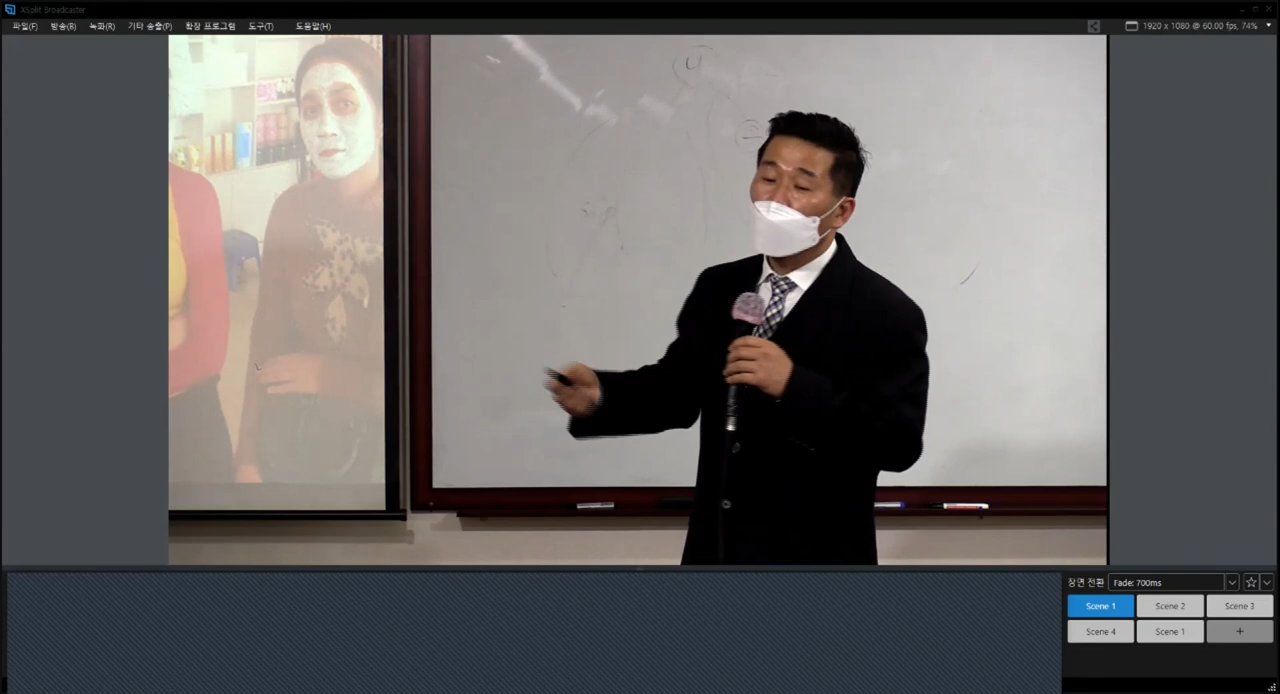 XSplit Broadcaster
파일(F) 방송(B) 녹화(R) 기타 송출(P) 확장 프로그램 도구(T) 도움말(H)
1920 x 1080 @ 60.00 fps, 74%
4
장면 전환 Fade: 700ms
Scene 1 Scene 2 Scene 3
Scene 4 Scene 1 +